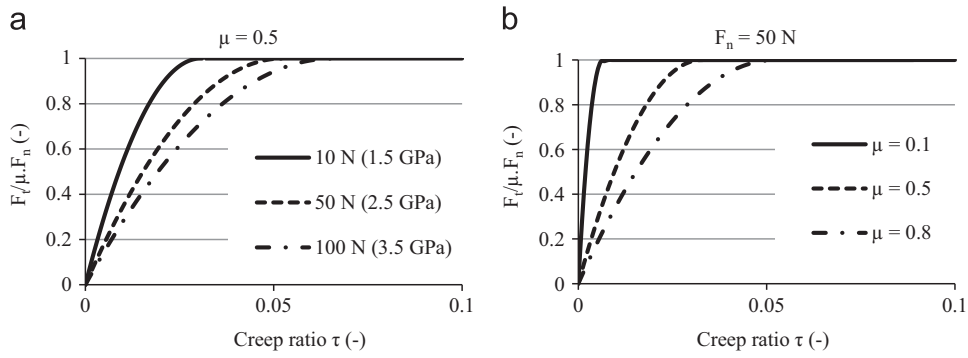 a
μ = 0.5
1
0.8
0.6
0.4
0.2
0
0
0.05
0.1
Fₜ/μ.Fₙ (-)
Creep ratio τ (-)
10 N (1.5 GPa)
50 N (2.5 GPa)
100 N (3.5 GPa)
b
Fₙ = 50 N
1
0.8
0.6
0.4
0.2
0
0
0.05
0.1
Fₜ/μ.Fₙ (-)
Creep ratio τ (-)
μ = 0.1
μ = 0.5
μ = 0.8